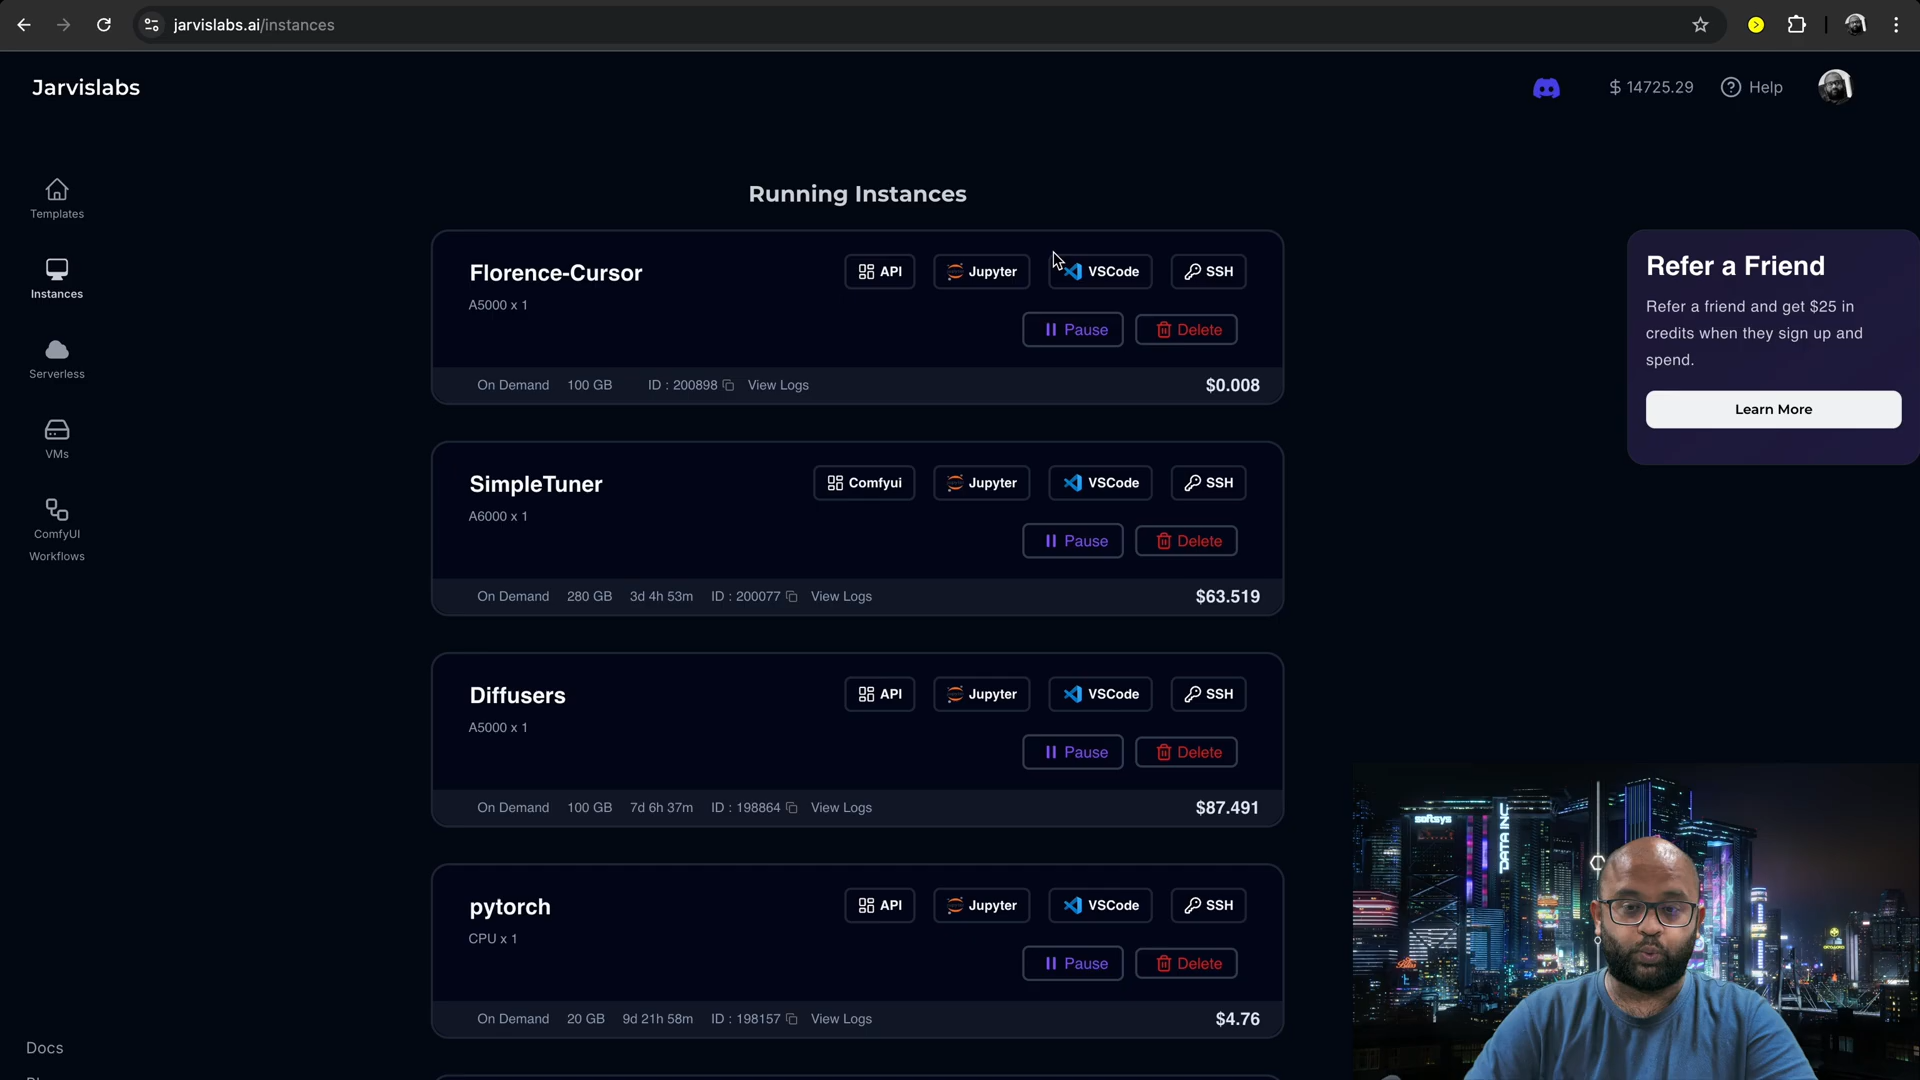 jarvislabs.ai/instances
Jarvislabs
$ 14725.29
Help
Templates
Instances
Serverless
VMs
ComfyUI
Workflows
Docs
Running Instances
Florence-Cursor
API
Jupyter
VSCode
SSH
A5000 x 1
Pause
Delete
On Demand 100 GB ID : 200898 View Logs $0.008
SimpleTuner
Comfyui
Jupyter
VSCode
SSH
A6000 x 1
Pause
Delete
On Demand 280 GB 3d 4h 53m ID : 200077 View Logs $63.519
Diffusers
API
Jupyter
VSCode
SSH
A5000 x 1
Pause
Delete
On Demand 100 GB 7d 6h 37m ID : 198864 View Logs $87.491
pytorch
API
Jupyter
VSCode
SSH
CPU x 1
Pause
Delete
On Demand 20 GB 9d 21h 58m ID : 198157 View Logs $4.76
Refer a Friend
Refer a friend and get $25 in
credits when they sign up and
spend.
Learn More
softsys
DATA INC